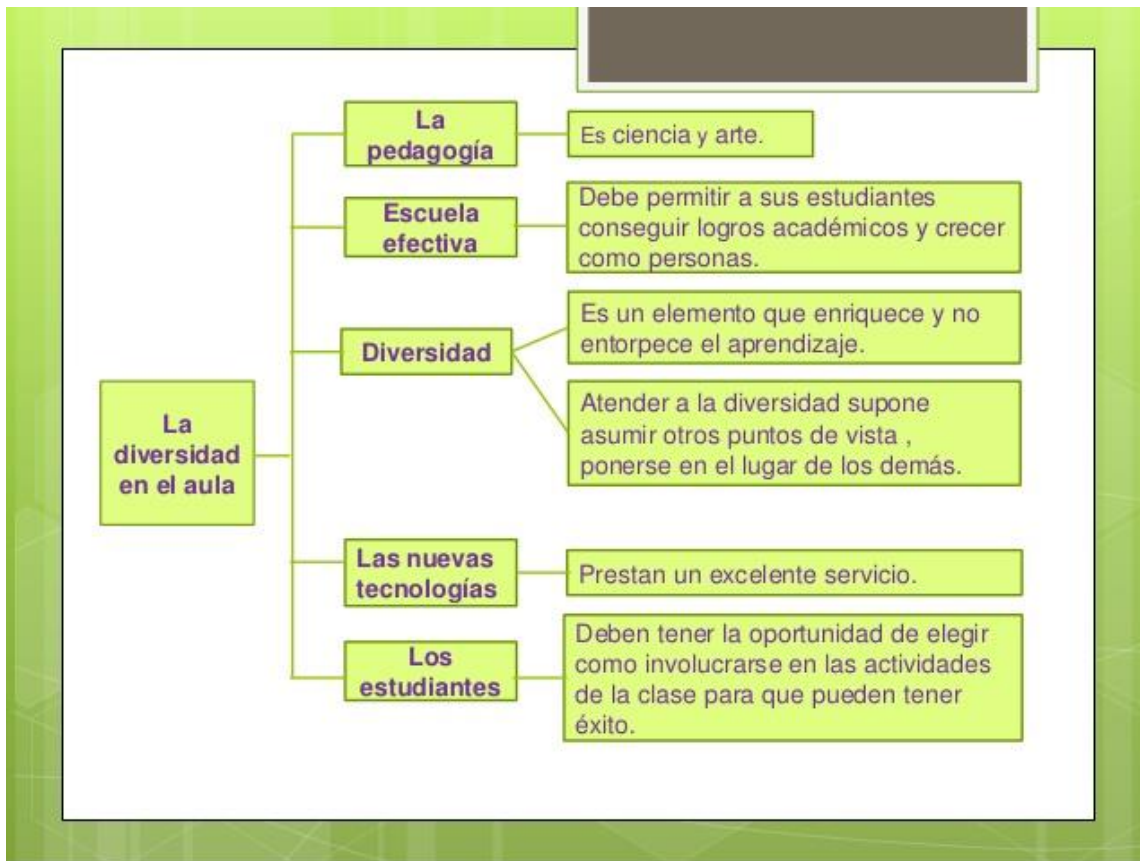 La
pedagogía
Es ciencia y arte.
Escuela
efectiva
Debe permitir a sus estudiantes
conseguir logros académicos y crecer
como personas.
Diversidad
Es un elemento que enriquece y no
entorpece el aprendizaje.
Atender a la diversidad supone
asumir otros puntos de vista ,
ponerse en el lugar de los demás.
La
diversidad
en el aula
Las nuevas
tecnologías
Prestan un excelente servicio.
Los
estudiantes
Deben tener la oportunidad de elegir
como involucrarse en las actividades
de la clase para que pueden tener
éxito.